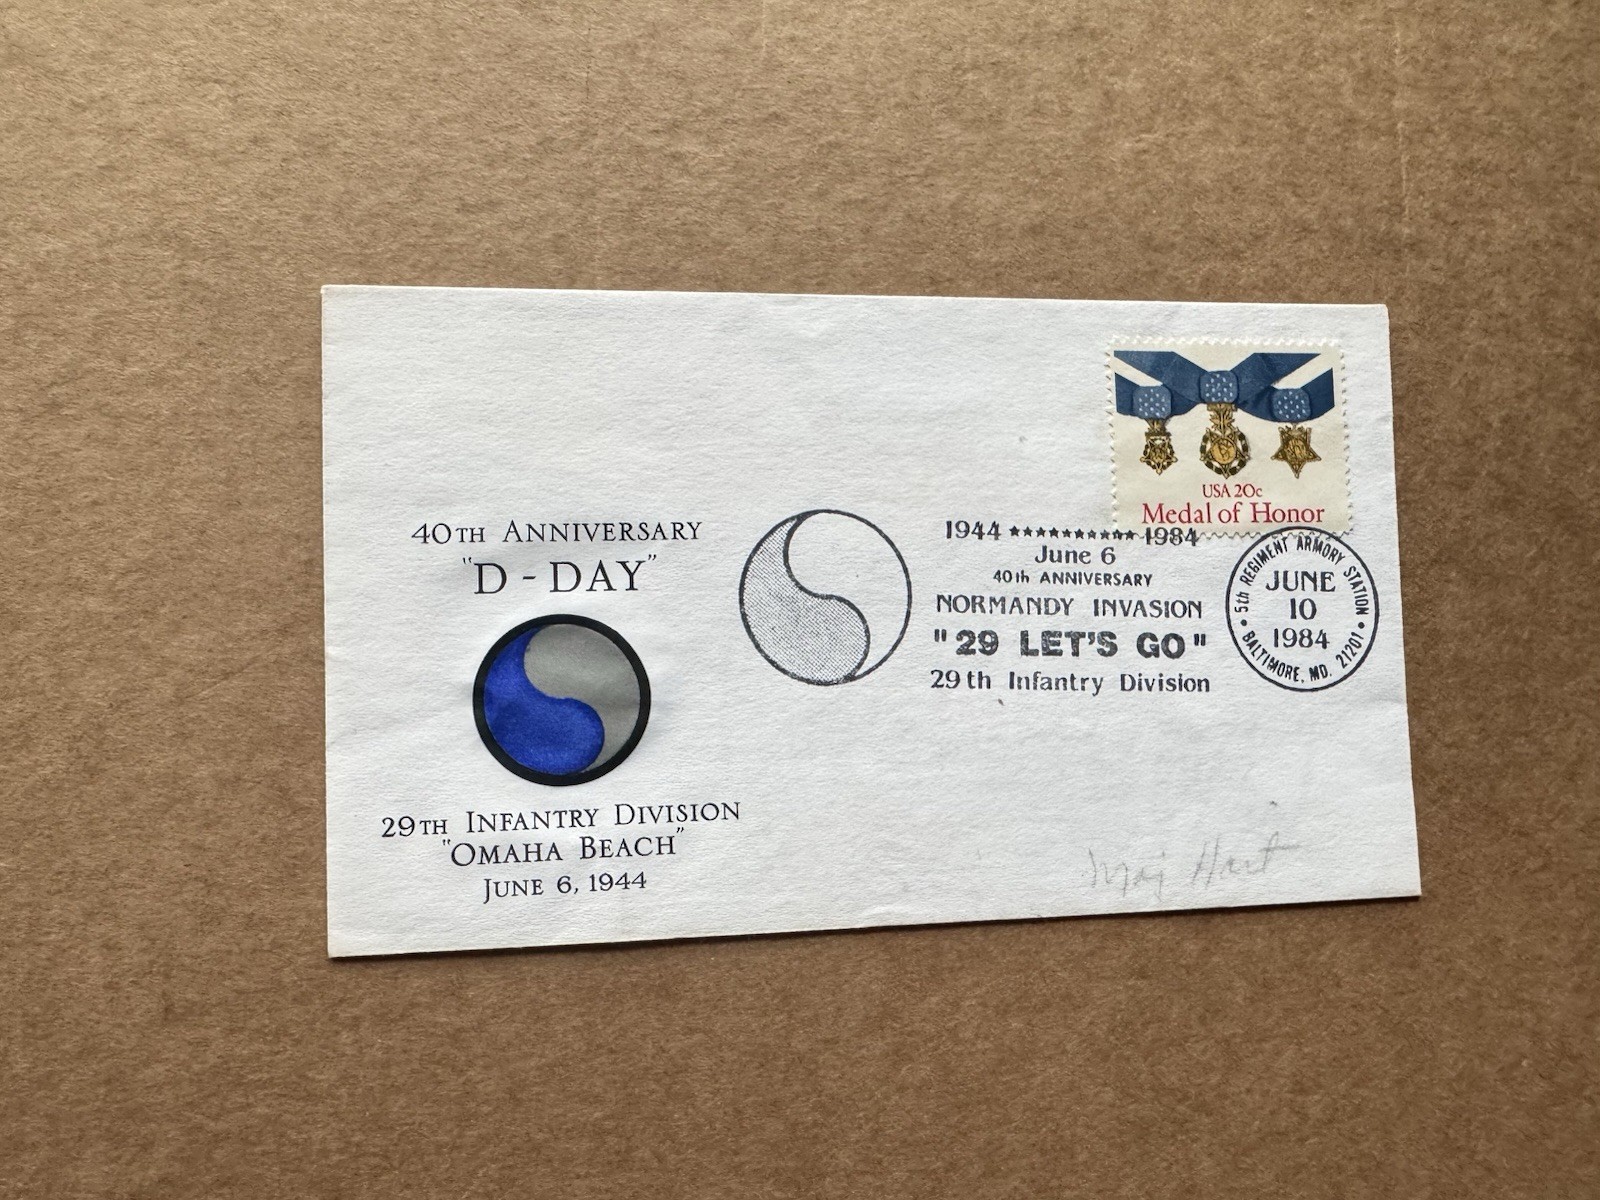 USA 20c
Medal of Honor
40TH ANNIVERSARY
"D-DAY"
29TH INFANTRY DIVISION
"OMAHA BEACH"
JUNE 6, 1944
1944 ★★★★★★★★★★ 1984
June 6
40th ANNIVERSARY
NORMANDY INVASION
"29 LET'S GO"
29th Infantry Division
5th REGIMENT ARMORY STATION
JUNE
10
1984
• BALTIMORE, MD. 21201 •
Maj Hart